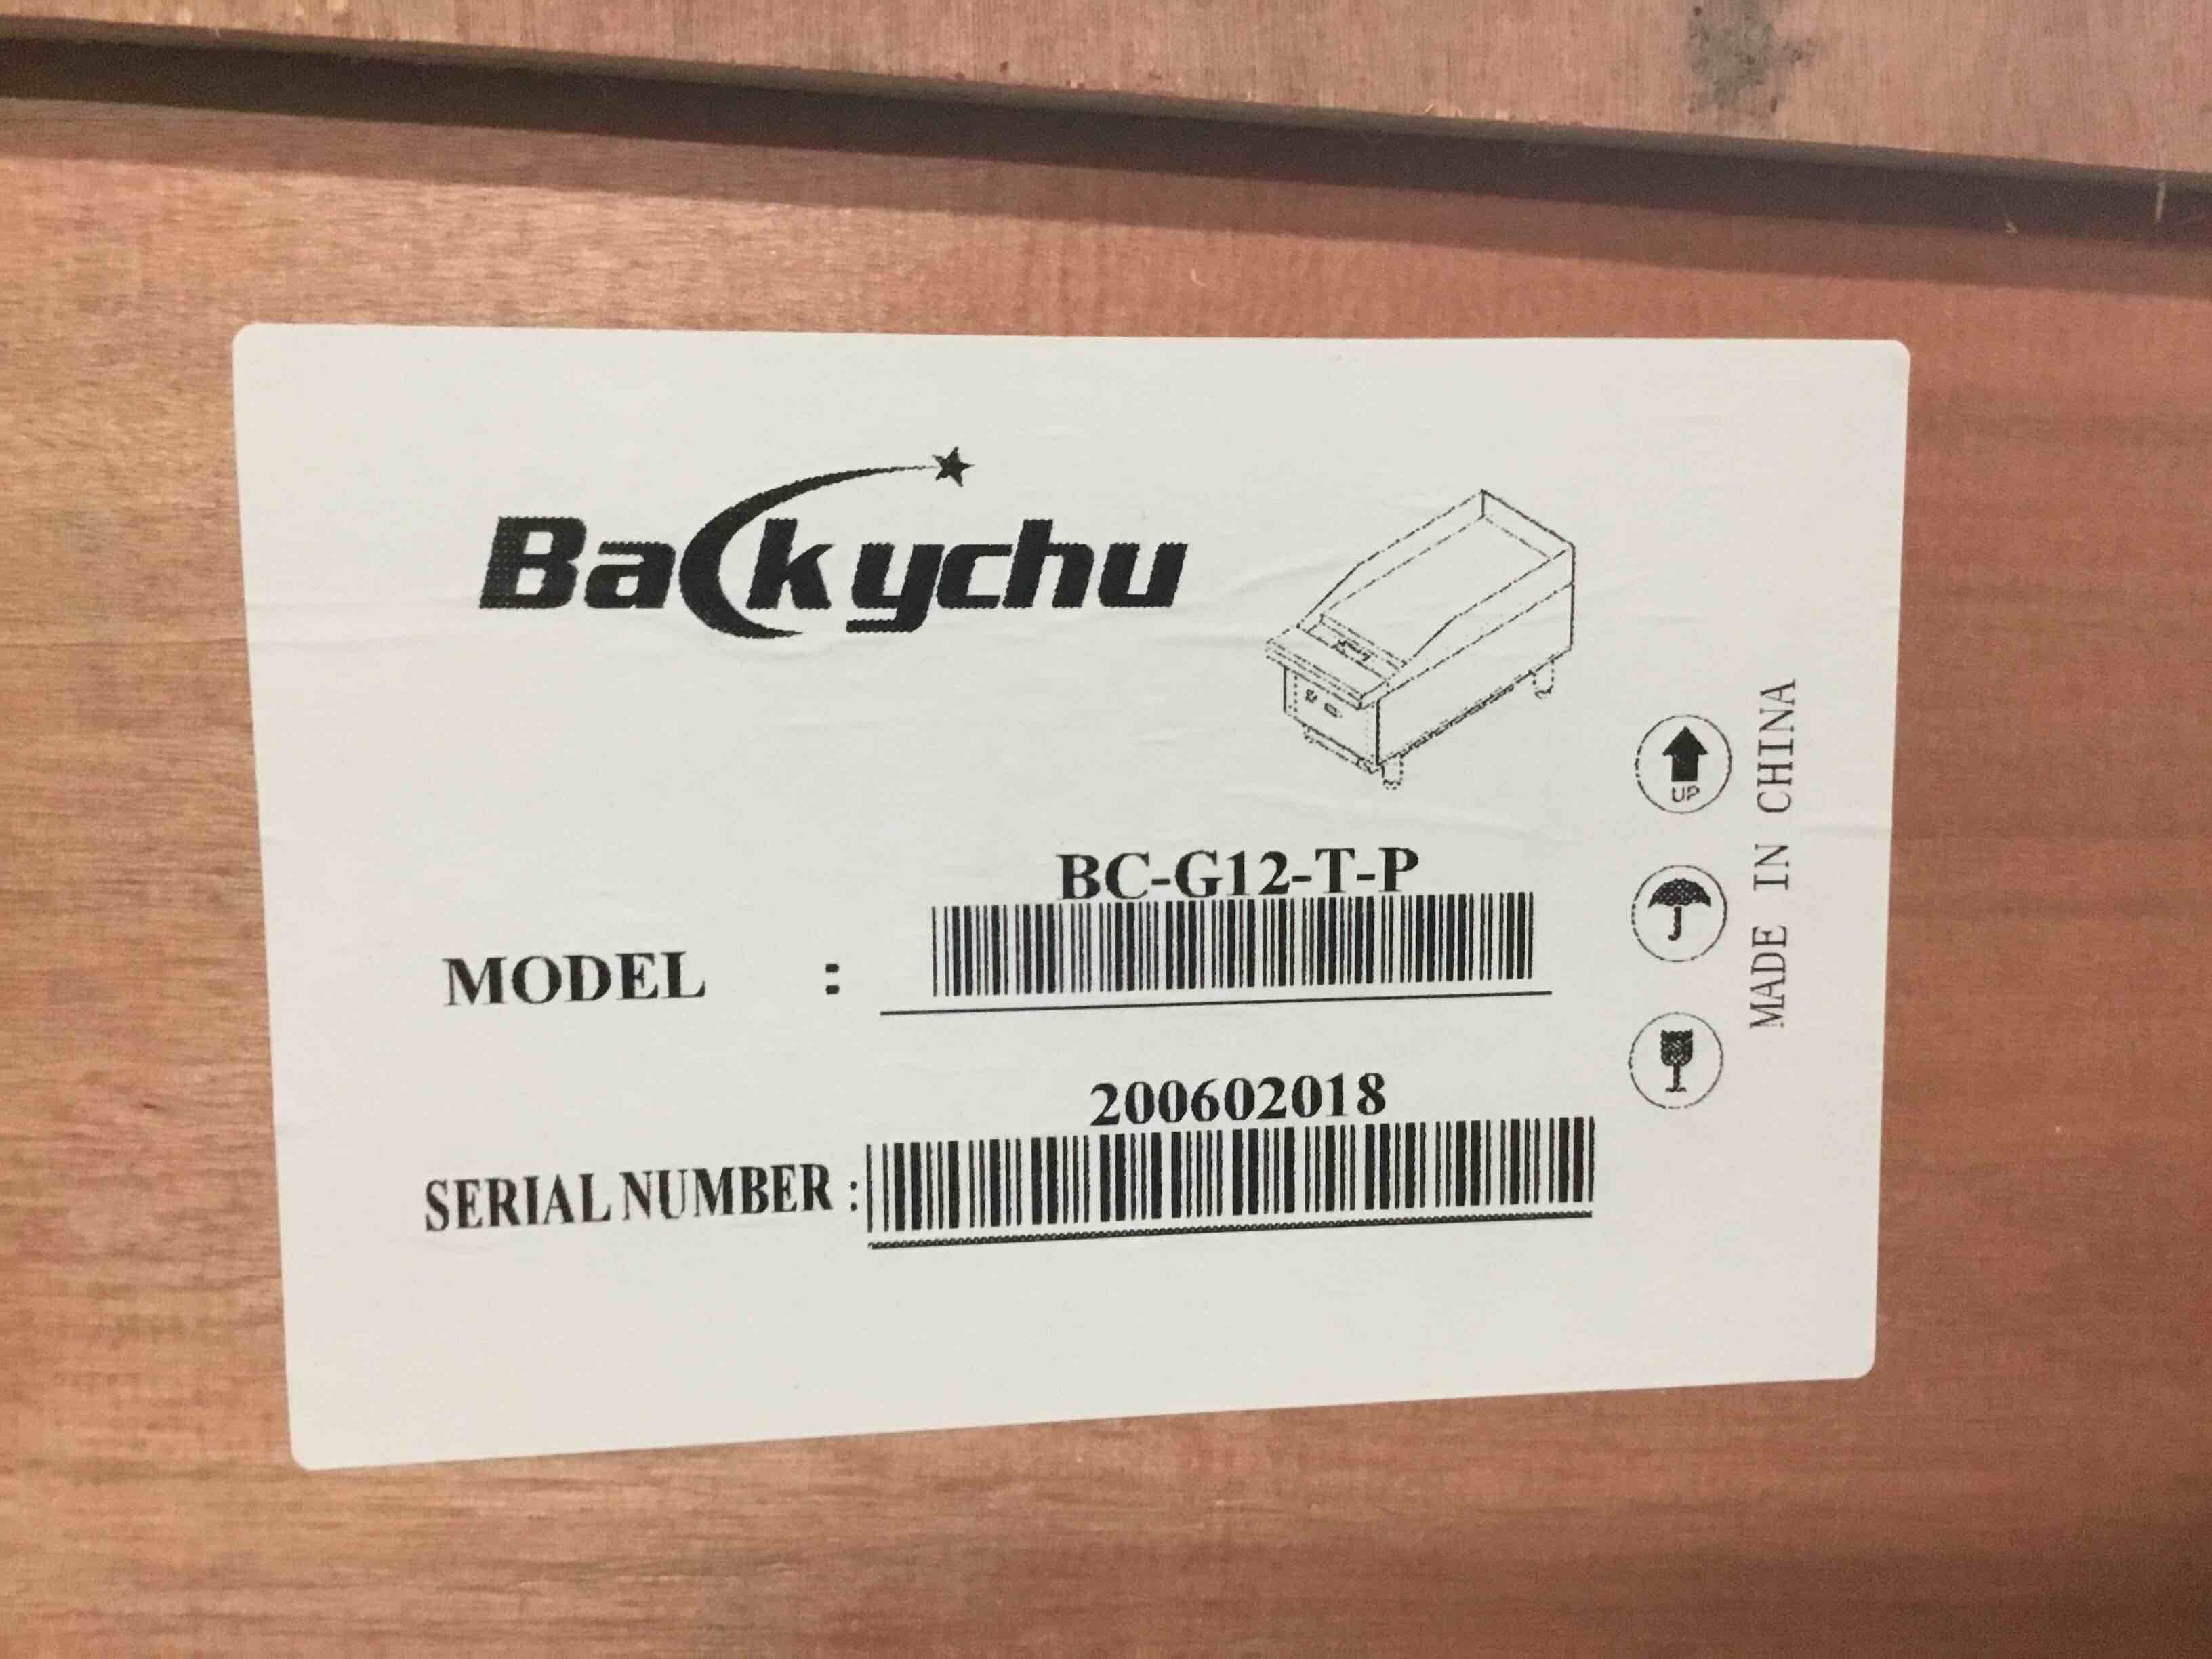 Backychu
BC-G12-T-P
MODEL :
200602018
SERIAL NUMBER :
UP
MADE IN CHINA